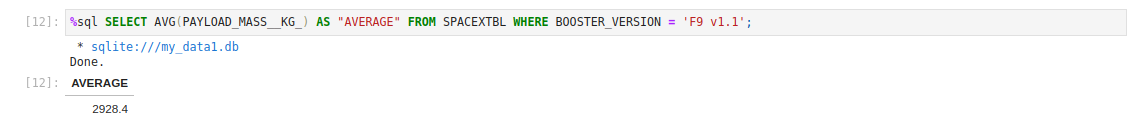 [12]: %sql SELECT AVG(PAYLOAD_MASS__KG_) AS "AVERAGE" FROM SPACEXTBL WHERE BOOSTER_VERSION = 'F9 v1.1';
* sqlite:///my_data1.db
Done.
[12]: AVERAGE
2928.4